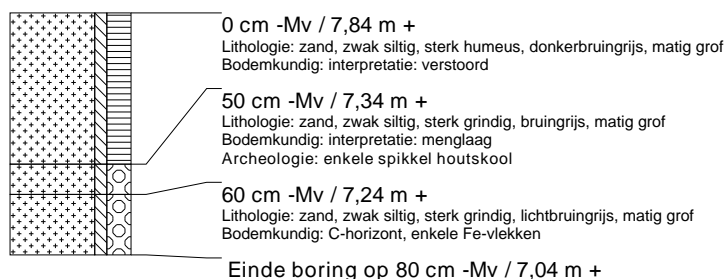 0 cm -Mv / 7,84 m +
Lithologie: zand, zwak siltig, sterk humeus, donkerbruingrijs, matig grof
Bodemkundig: interpretatie: verstoord
50 cm -Mv / 7,34 m +
Lithologie: zand, zwak siltig, sterk grindig, bruingrijs, matig grof
Bodemkundig: interpretatie: menglaag
Archeologie: enkele spikkel houtskool
60 cm -Mv / 7,24 m +
Lithologie: zand, zwak siltig, sterk grindig, lichtbruingrijs, matig grof
Bodemkundig: C-horizont, enkele Fe-vlekken
Einde boring op 80 cm -Mv / 7,04 m +